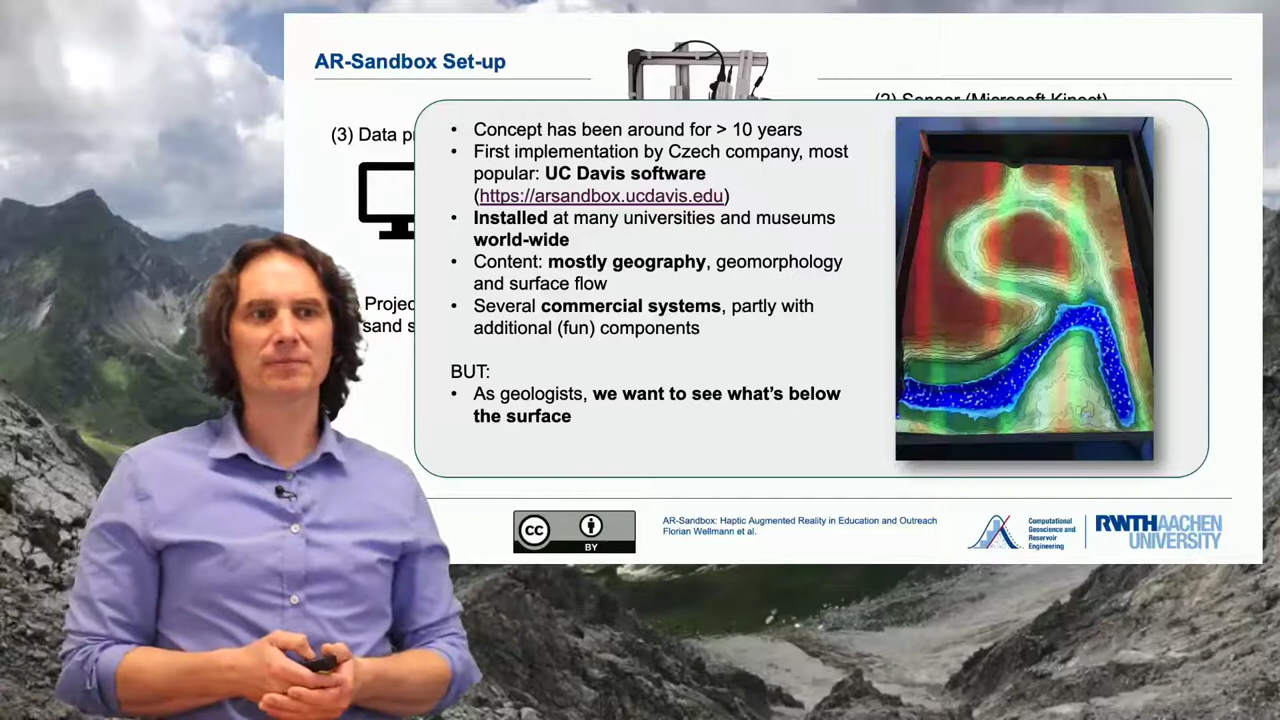 AR-Sandbox Set-up
(2) Sensor (Microsoft Kinect)
(3) Data p
Projec
sand s
• Concept has been around for > 10 years
• First implementation by Czech company, most
popular: UC Davis software
(https://arsandbox.ucdavis.edu)
• Installed at many universities and museums
world-wide
• Content: mostly geography, geomorphology
and surface flow
• Several commercial systems, partly with
additional (fun) components
BUT:
• As geologists, we want to see what's below
the surface
CC
BY
AR-Sandbox: Haptic Augmented Reality in Education and Outreach
Florian Wellmann et al.
Computational
Geoscience and
Reservoir
Engineering
RWTH AACHEN
UNIVERSITY